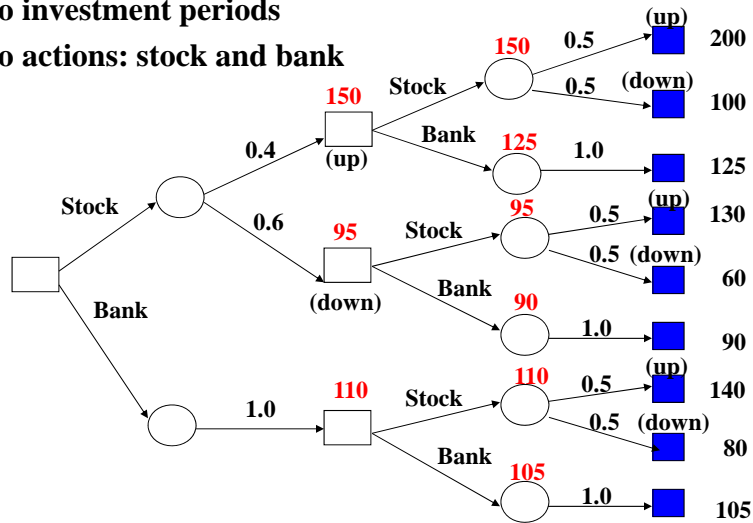 o investment periods
o actions: stock and bank
(up)
200
150
0.5
Stock
0.5
(down)
100
150
Bank
125
1.0
125
0.4
(up)
(up)
130
Stock
95
0.5
0.6
95
Stock
0.5
(down)
60
(down)
Bank
90
1.0
90
Bank
(up)
140
110
110
0.5
Stock
0.5
(down)
80
1.0
Bank
105
1.0
105